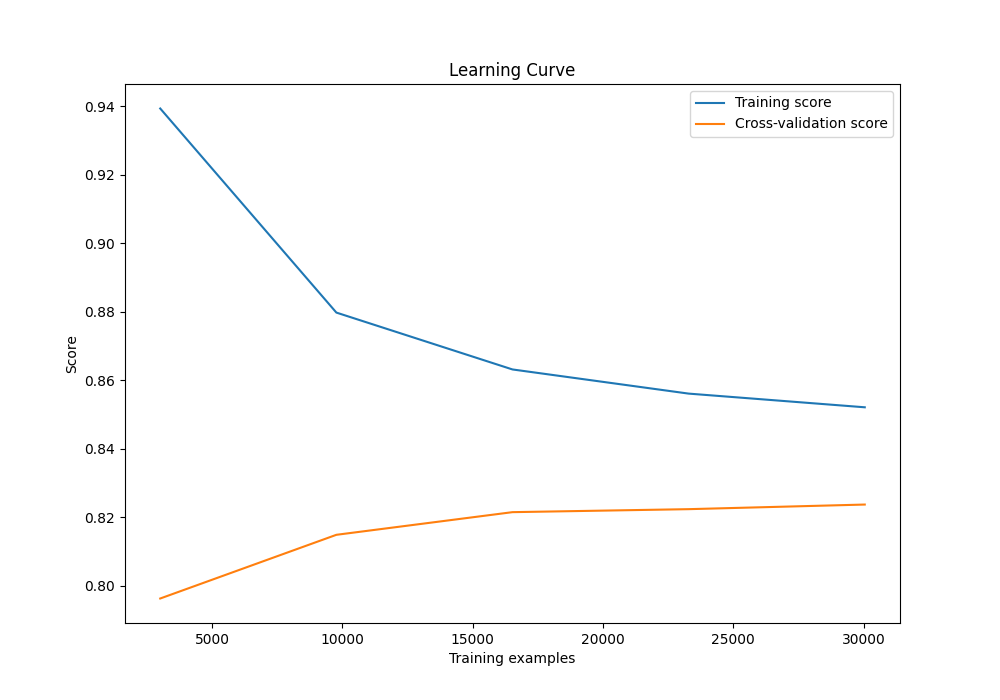 Learning Curve
Training score
Cross-validation score
0.94
0.92
0.90
0.88
0.86
0.84
0.82
0.80
Score
5000 10000 15000 20000 25000 30000
Training examples